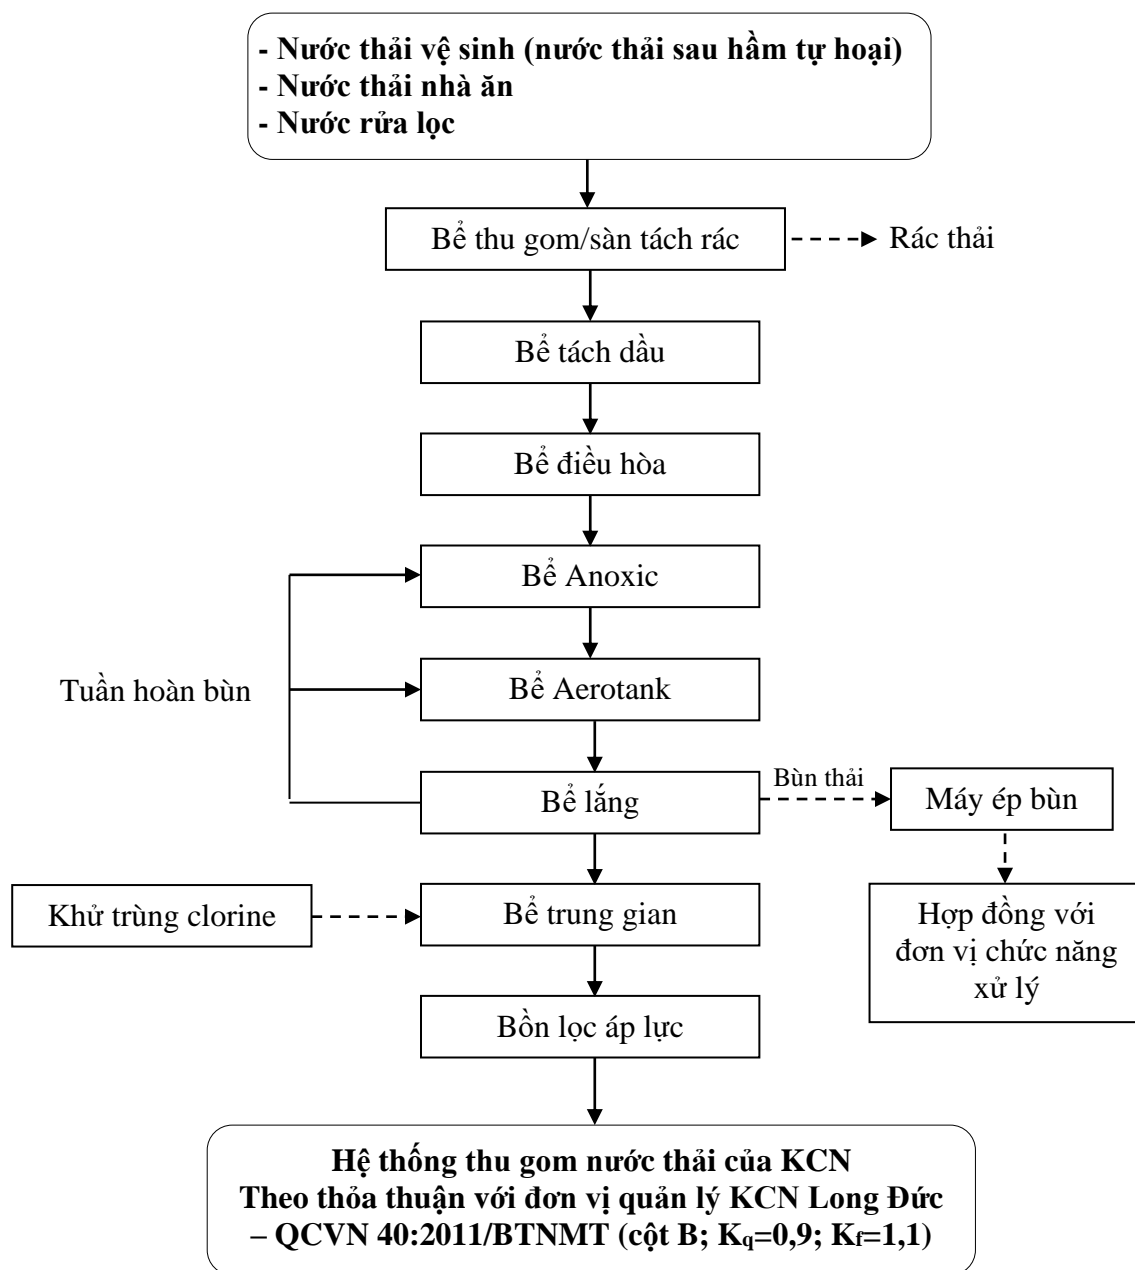 - Nước thải vệ sinh (nước thải sau hầm tự hoại)
- Nước thải nhà ăn
- Nước rửa lọc
Bể thu gom/sàn tách rác
Rác thải
Bể tách dầu
Bể điều hòa
Bể Anoxic
Tuần hoàn bùn
Bể Aerotank
Bể lắng
Bùn thải
Máy ép bùn
Khử trùng clorine
Bể trung gian
Hợp đồng với
đơn vị chức năng
xử lý
Bồn lọc áp lực
Hệ thống thu gom nước thải của KCN
Theo thỏa thuận với đơn vị quản lý KCN Long Đức
– QCVN 40:2011/BTNMT (cột B; Kq=0,9; Kf=1,1)